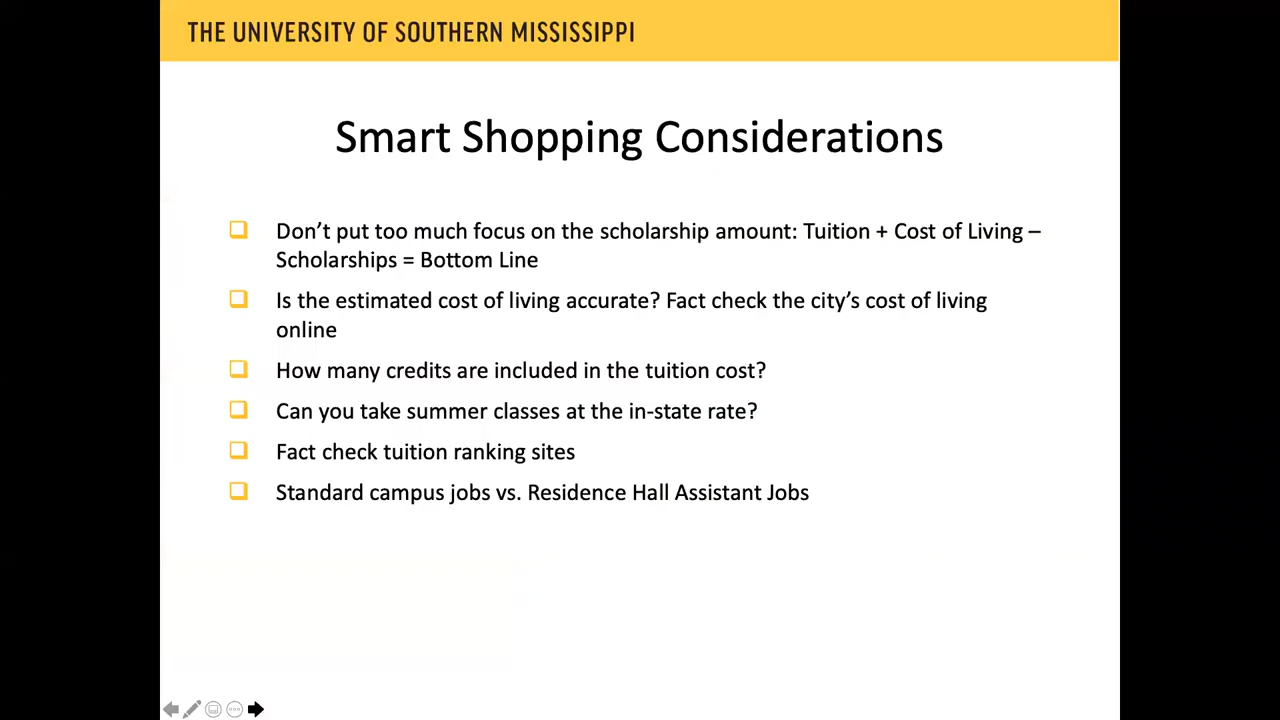 THE UNIVERSITY OF SOUTHERN MISSISSIPPI
Smart Shopping Considerations
Don’t put too much focus on the scholarship amount: Tuition + Cost of Living –
Scholarships = Bottom Line
Is the estimated cost of living accurate? Fact check the city’s cost of living
online
How many credits are included in the tuition cost?
Can you take summer classes at the in-state rate?
Fact check tuition ranking sites
Standard campus jobs vs. Residence Hall Assistant Jobs